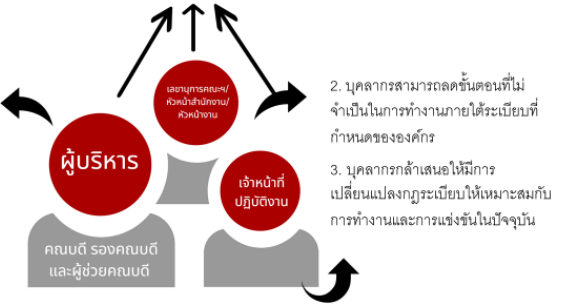 เลขานุการคณะฯ/
หัวหน้าสำนักงาน/
หัวหน้างาน
ผู้บริหาร
เจ้าหน้าที่
ปฏิบัติงาน
คณบดี รองคณบดี
และผู้ช่วยคณบดี
2. บุคลากรสามารถลดขั้นตอนที่ไม่
จำเป็นในการทำงานภายใต้ระเบียบที่
กำหนดขององค์กร
3. บุคลากรกล้าเสนอให้มีการ
เปลี่ยนแปลงกฎระเบียบให้เหมาะสมกับ
การทำงานและการแข่งขันในปัจจุบัน